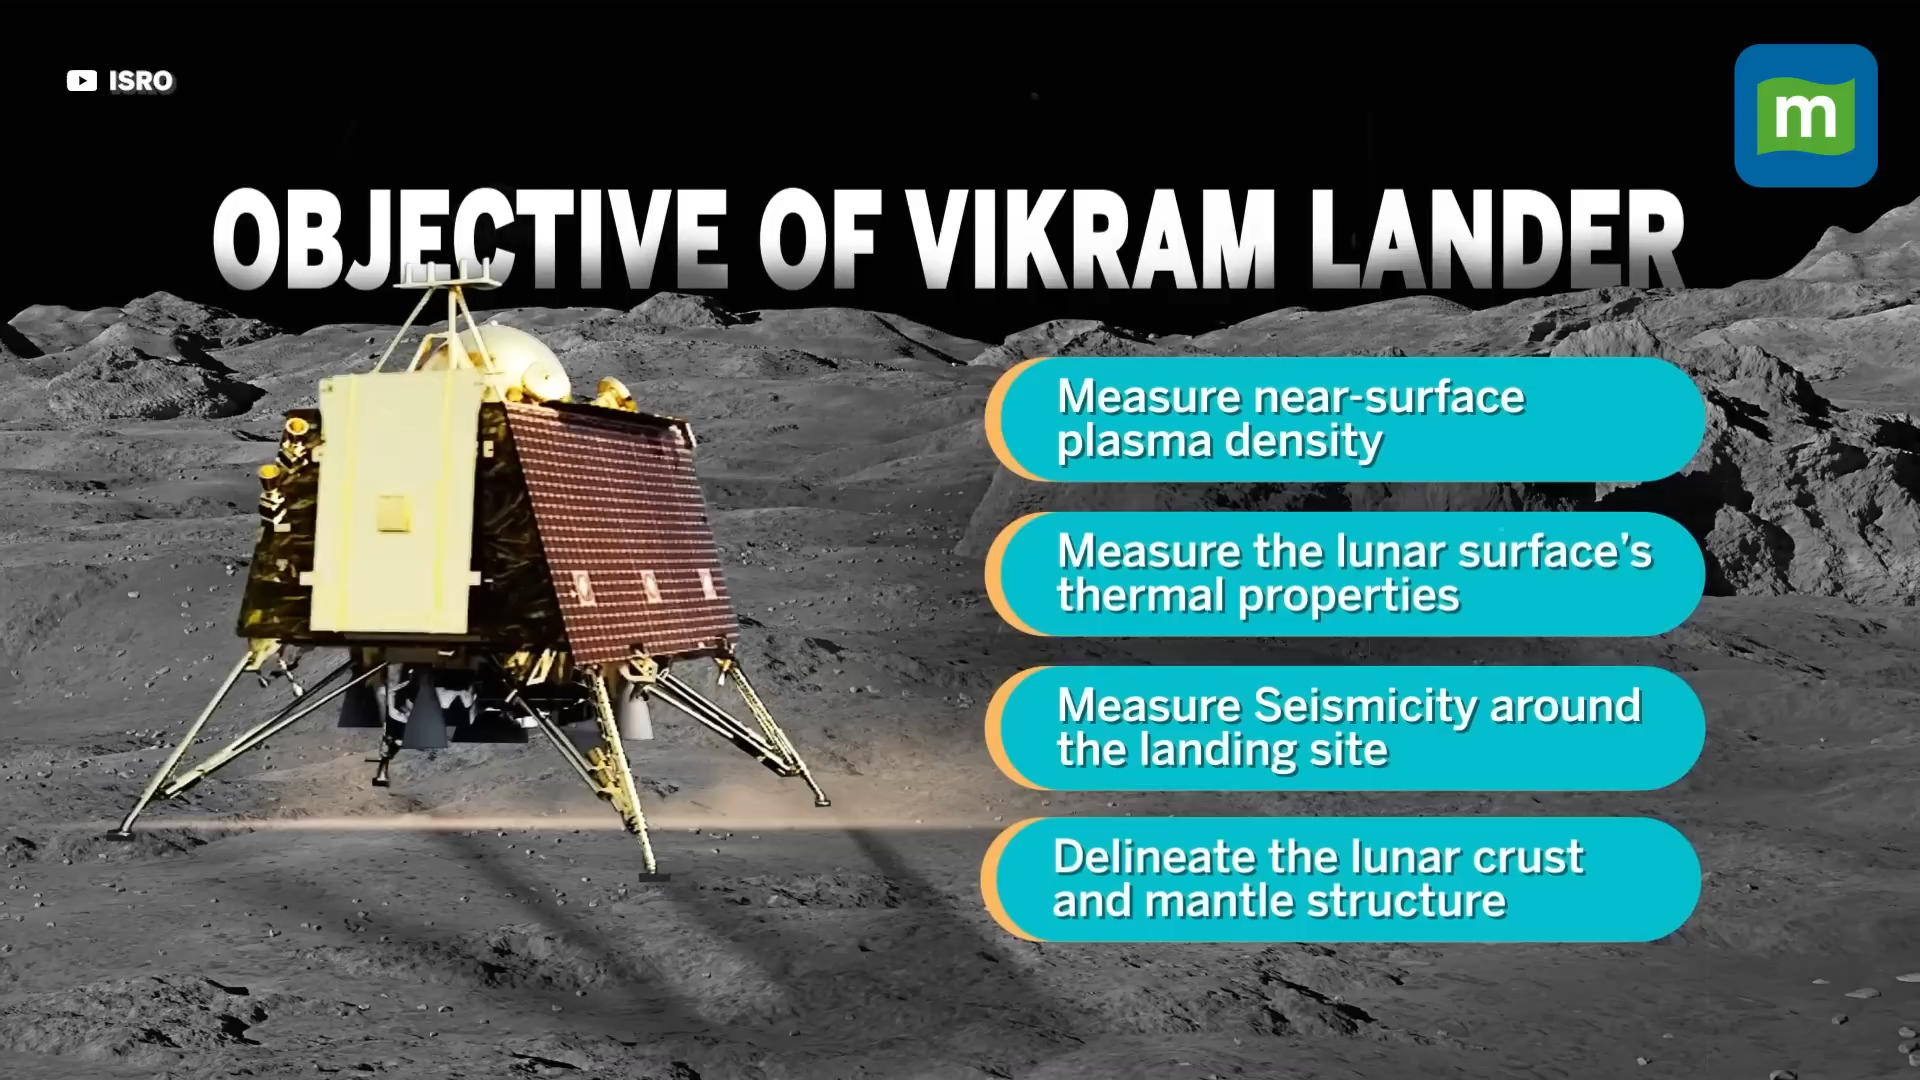 ISRO
m
OBJECTIVE OF VIKRAM LANDER
Measure near-surface
plasma density
Measure the lunar surface's
thermal properties
Measure Seismicity around
the landing site
Delineate the lunar crust
and mantle structure